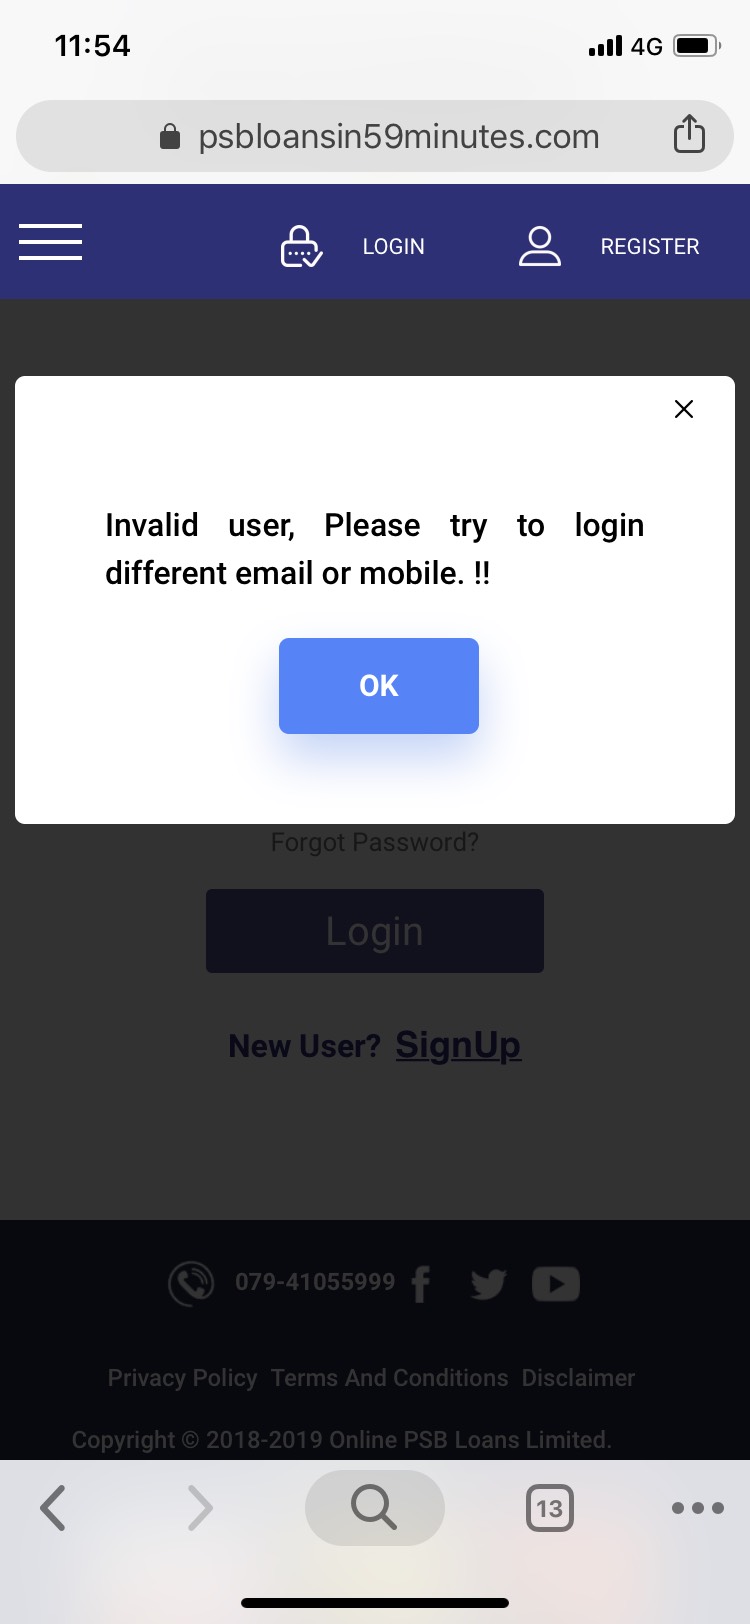 11:54
4G
psbloansin59minutes.com
LOGIN
REGISTER
Invalid user, Please try to login
different email or mobile. !!
OK
Forgot Password?
Login
New User? SignUp
079-41055999
Privacy Policy Terms And Conditions Disclaimer
Copyright © 2018-2019 Online PSB Loans Limited.
13